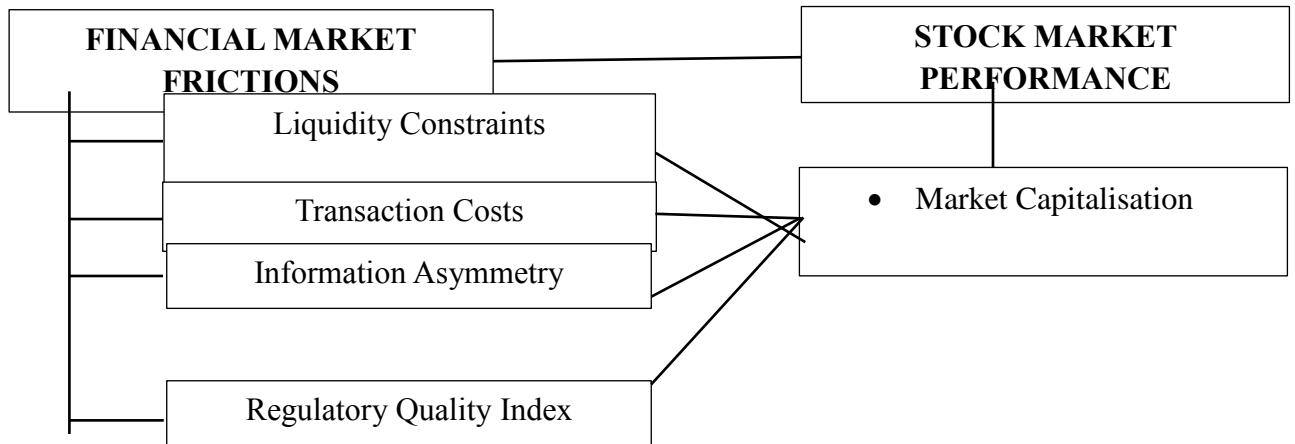 FINANCIAL MARKET
FRICTIONS
STOCK MARKET
PERFORMANCE
Liquidity Constraints
Transaction Costs
Information Asymmetry
Regulatory Quality Index
• Market Capitalisation